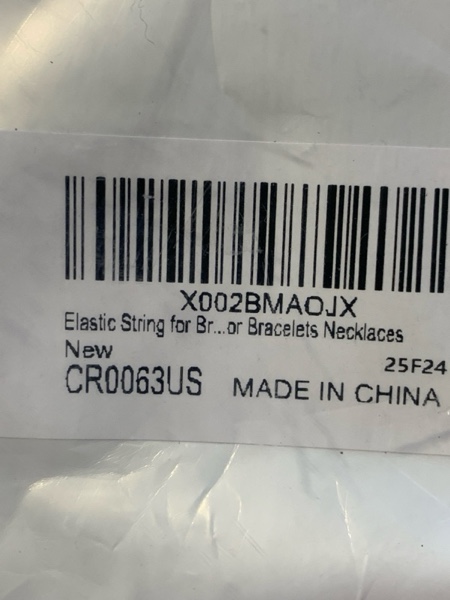 X002BMAOJX
Elastic String for Br...or Bracelets Necklaces
New
25F24
CR0063US MADE IN CHINA